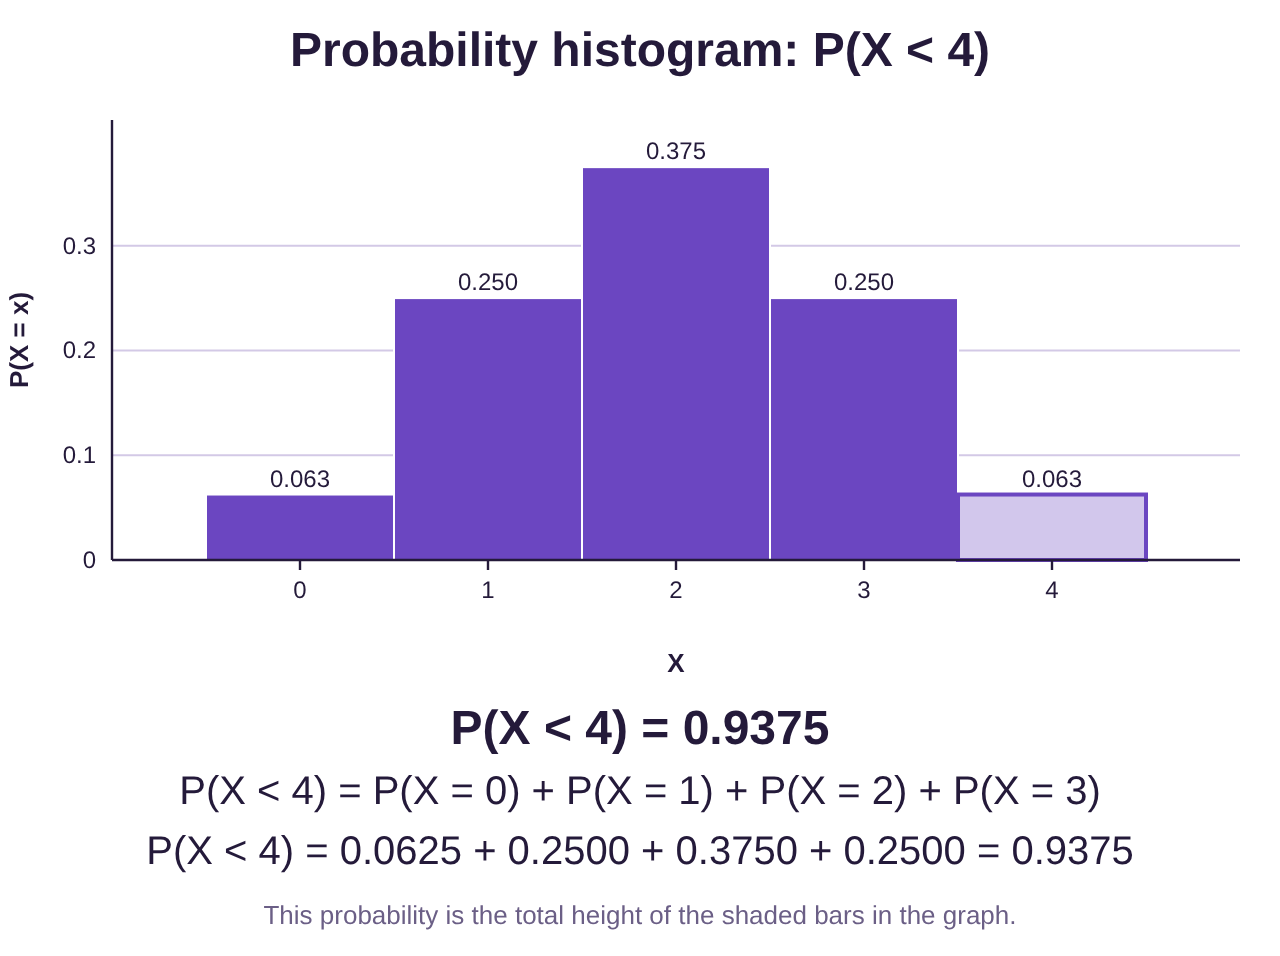 Probability histogram: P(X < 4)
0.375
0.3
0.250
0.250
P(X = x)
0.2
0.1
0.063
0.063
0
0
1
2
3
4
X
P(X < 4) = 0.9375
P(X < 4) = P(X = 0) + P(X = 1) + P(X = 2) + P(X = 3)
P(X < 4) = 0.0625 + 0.2500 + 0.3750 + 0.2500 = 0.9375
This probability is the total height of the shaded bars in the graph.